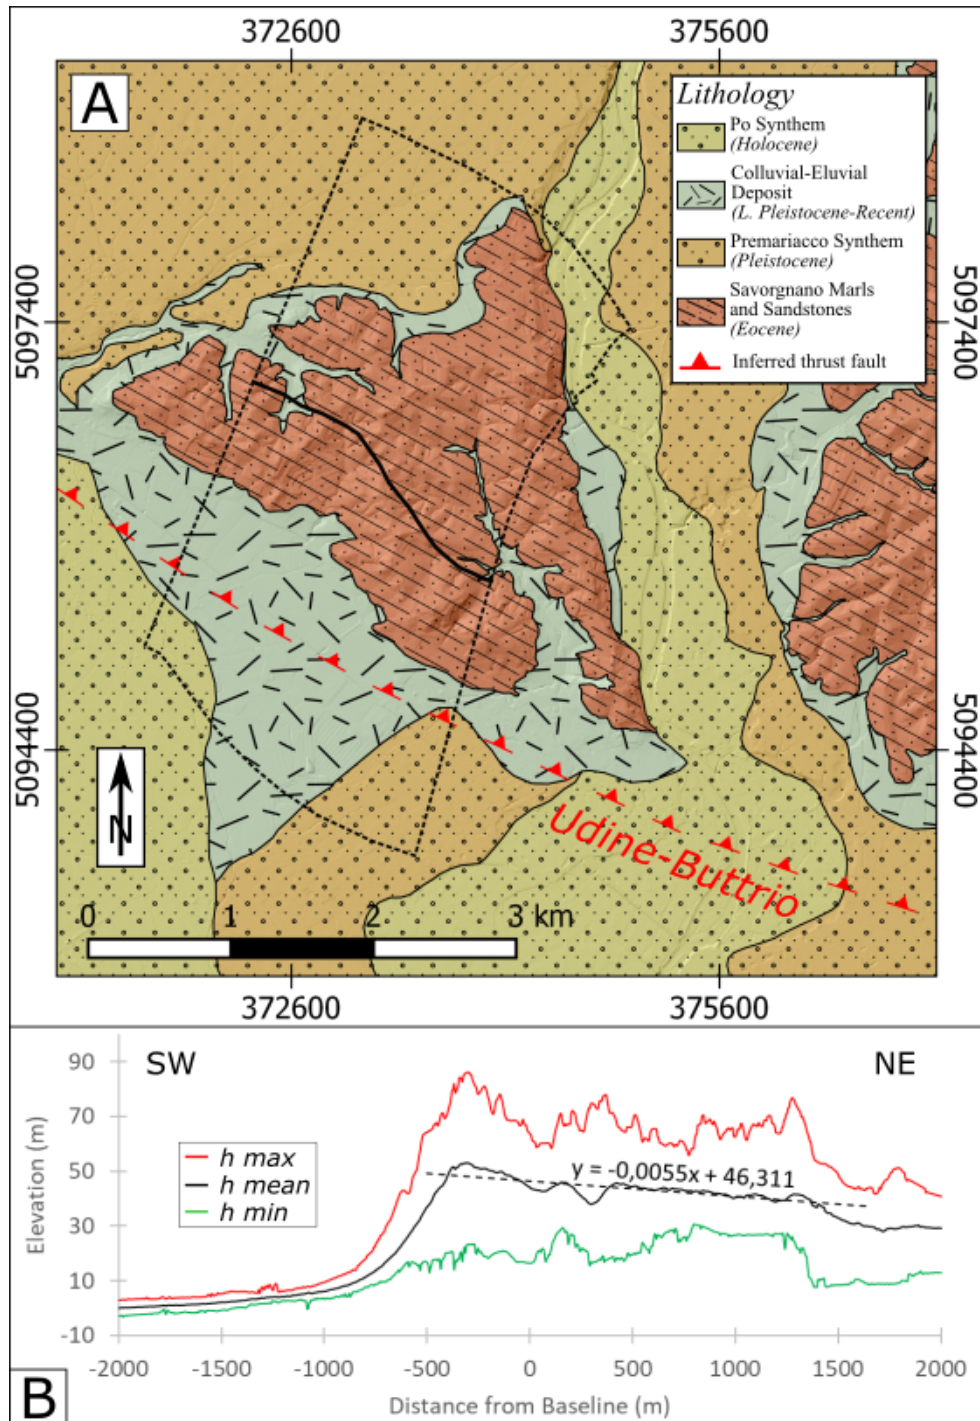 372600 375600
A
Lithology
Po Synthem
(Holocene)
Colluvial-Eluvial
Deposit
(L. Pleistocene-Recent)
Premariacco Synthem
(Pleistocene)
Savorgnano Marls
and Sandstones
(Eocene)
Inferred thrust fault
5097400 5097400
5094400 5094400
N
Udine-Buttrio
0 1 2 3 km
372600 375600
SW NE
90
70
50
30
10
-10
Elevation (m)
h max
h mean
h min
y = -0,0055x + 46,311
-2000 -1500 -1000 -500 0 500 1000 1500 2000
Distance from Baseline (m)
B